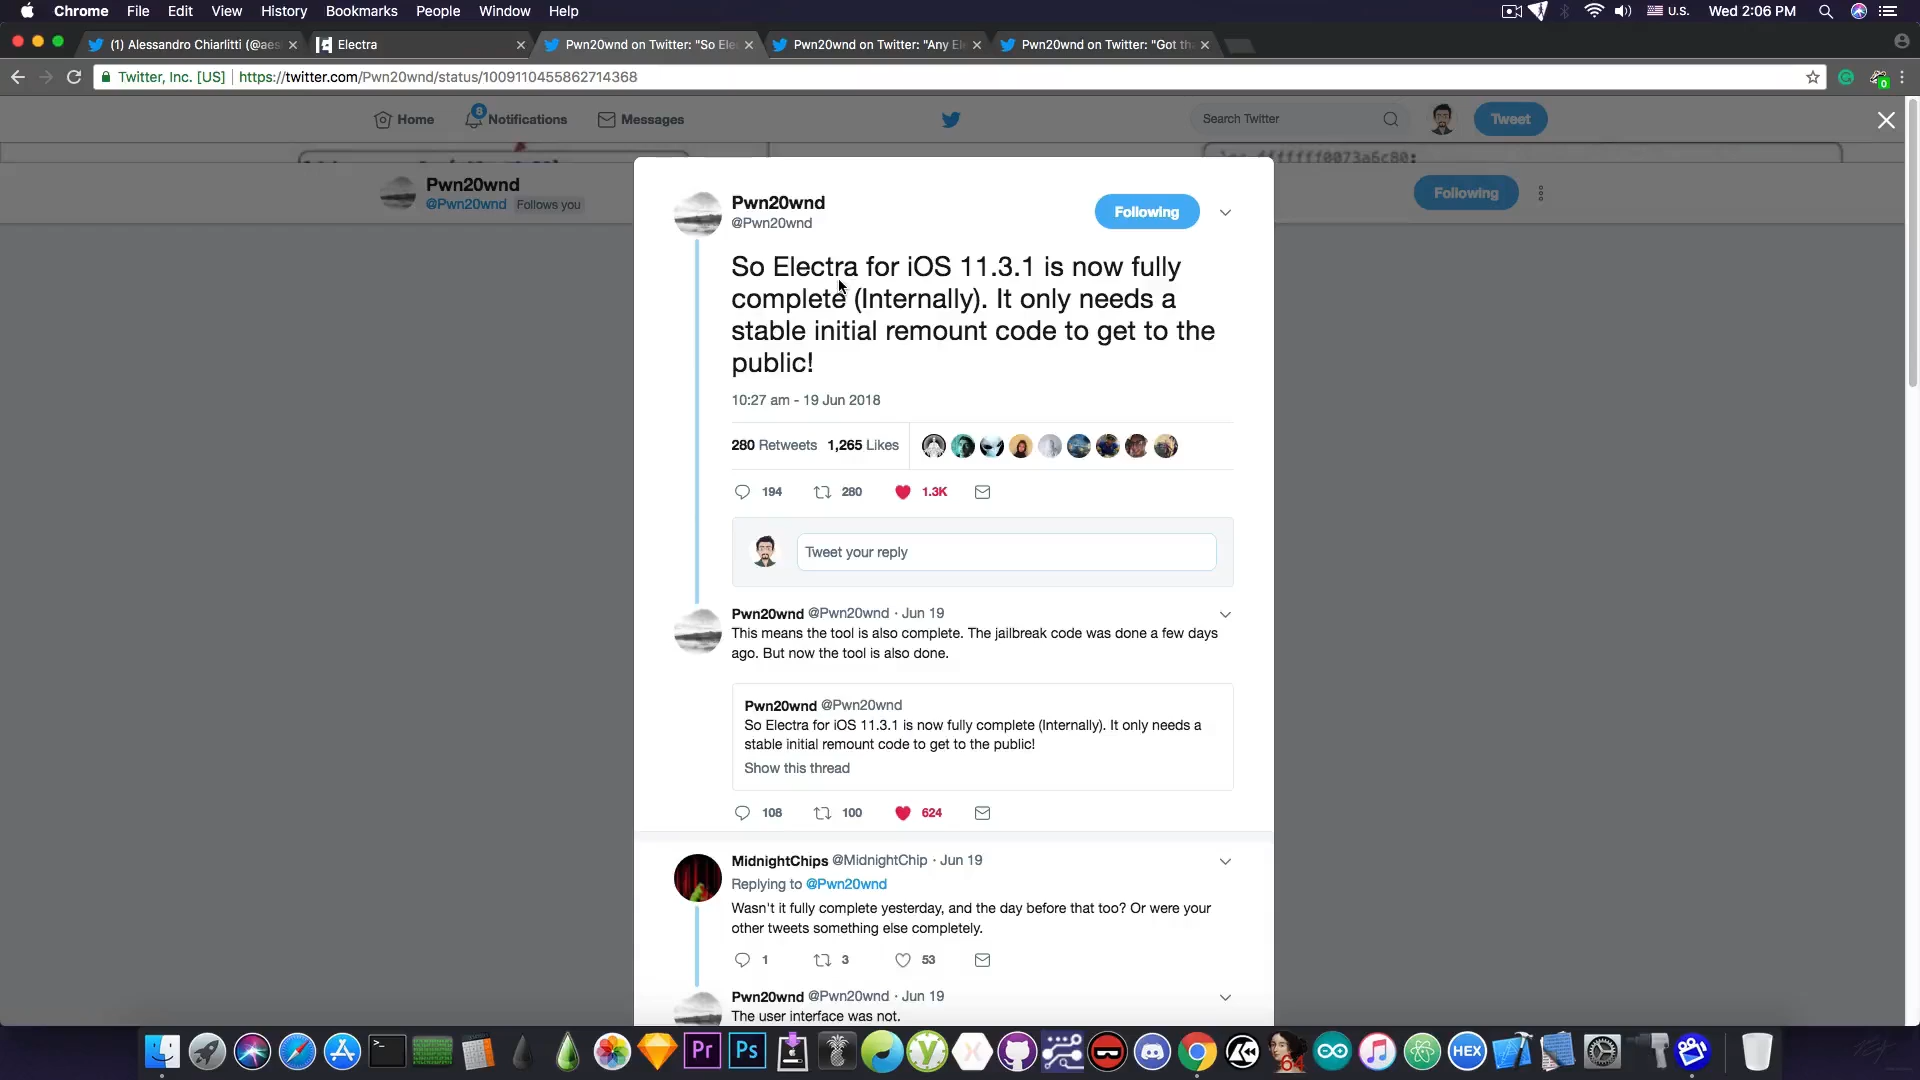 Chrome File Edit View History Bookmarks People Window Help U.S. Wed 2:06 PM
(1) Alessandro Chiarlitti (@aes
Electra
Pwn20wnd on Twitter: "So Elec
Pwn20wnd on Twitter: "Any El
Pwn20wnd on Twitter: "Got th
Twitter, Inc. [US] https://twitter.com/Pwn20wnd/status/1009110455862714368
0
Home
8
Notifications
Messages
Search Twitter
Tweet
Pwn20wnd
@Pwn20wnd Follows you
Following
Pwn20wnd
@Pwn20wnd
Following
So Electra for iOS 11.3.1 is now fully
complete (Internally). It only needs a
stable initial remount code to get to the
public!
10:27 am - 19 Jun 2018
280 Retweets 1,265 Likes
194 280 1.3K
Tweet your reply
Pwn20wnd @Pwn20wnd · Jun 19
This means the tool is also complete. The jailbreak code was done a few days
ago. But now the tool is also done.
Pwn20wnd @Pwn20wnd
So Electra for iOS 11.3.1 is now fully complete (Internally). It only needs a
stable initial remount code to get to the public!
Show this thread
108 100 624
MidnightChips @MidnightChip · Jun 19
Replying to @Pwn20wnd
Wasn't it fully complete yesterday, and the day before that too? Or were your
other tweets something else completely.
1 3 53
Pwn20wnd @Pwn20wnd · Jun 19
The user interface was not.
Pr Ps 64 HEX